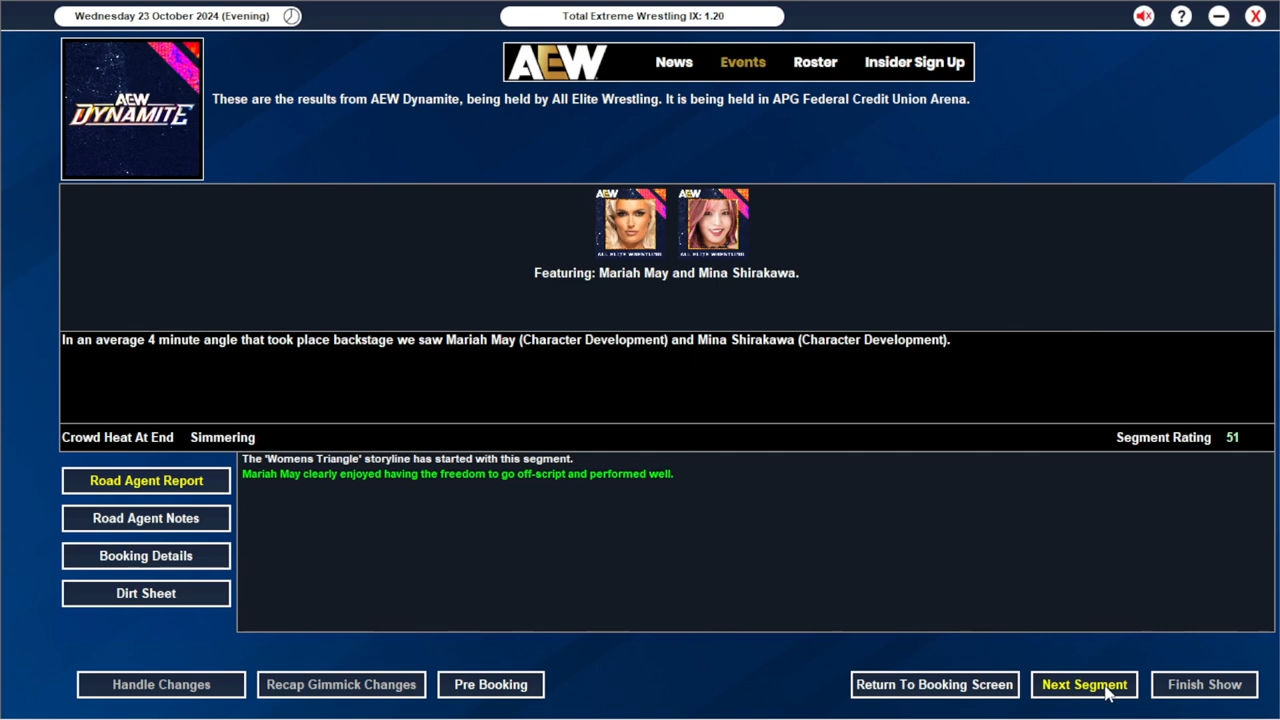 Wednesday 23 October 2024 (Evening)
Total Extreme Wrestling IX: 1.20
? X
AEW News Events Roster Insider Sign Up
AEW
DYNAMITE
These are the results from AEW Dynamite, being held by All Elite Wrestling. It is being held in APG Federal Credit Union Arena.
AEW AEW
ALL ELITE WRESTLING ALL ELITE WRESTLING
Featuring: Mariah May and Mina Shirakawa.
In an average 4 minute angle that took place backstage we saw Mariah May (Character Development) and Mina Shirakawa (Character Development).
Crowd Heat At End Simmering Segment Rating 51
The 'Womens Triangle' storyline has started with this segment.
Mariah May clearly enjoyed having the freedom to go off-script and performed well.
Road Agent Report
Road Agent Notes
Booking Details
Dirt Sheet
Handle Changes Recap Gimmick Changes Pre Booking Return To Booking Screen Next Segment Finish Show